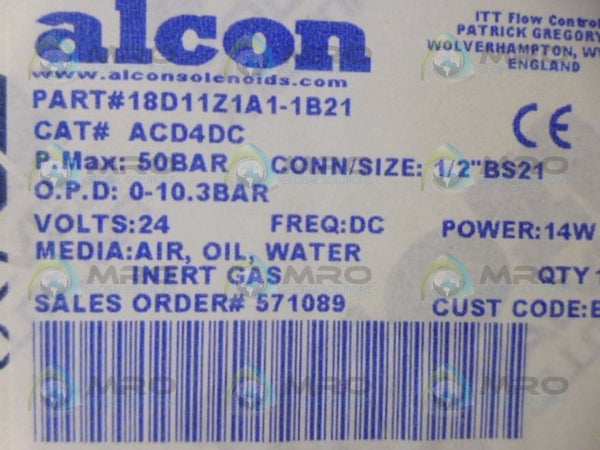 alcon
www.alconsolenoids.com
ITT Flow Control
PATRICK GREGORY
WOLVERHAMPTON, 
ENGLAND
PART#18D11Z1A1-1B21
CAT# ACD4DC
CE
P.Max: 50BAR CONN/SIZE: 1/2"BS21
O.P.D: 0-10.3BAR
VOLTS:24 FREQ:DC POWER:14W
MEDIA:AIR, OIL, WATER
INERT GAS
QTY 1
SALES ORDER# 571089
CUST CODE:
MRO